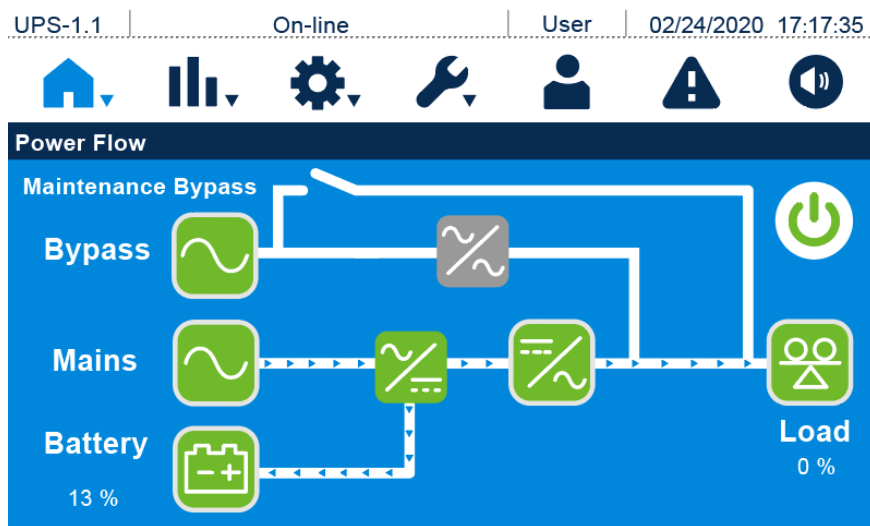 UPS-1.1 On-line User 02/24/2020 17:17:35
Power Flow
Maintenance Bypass
Bypass
Mains
Battery
13 %
Load
0 %